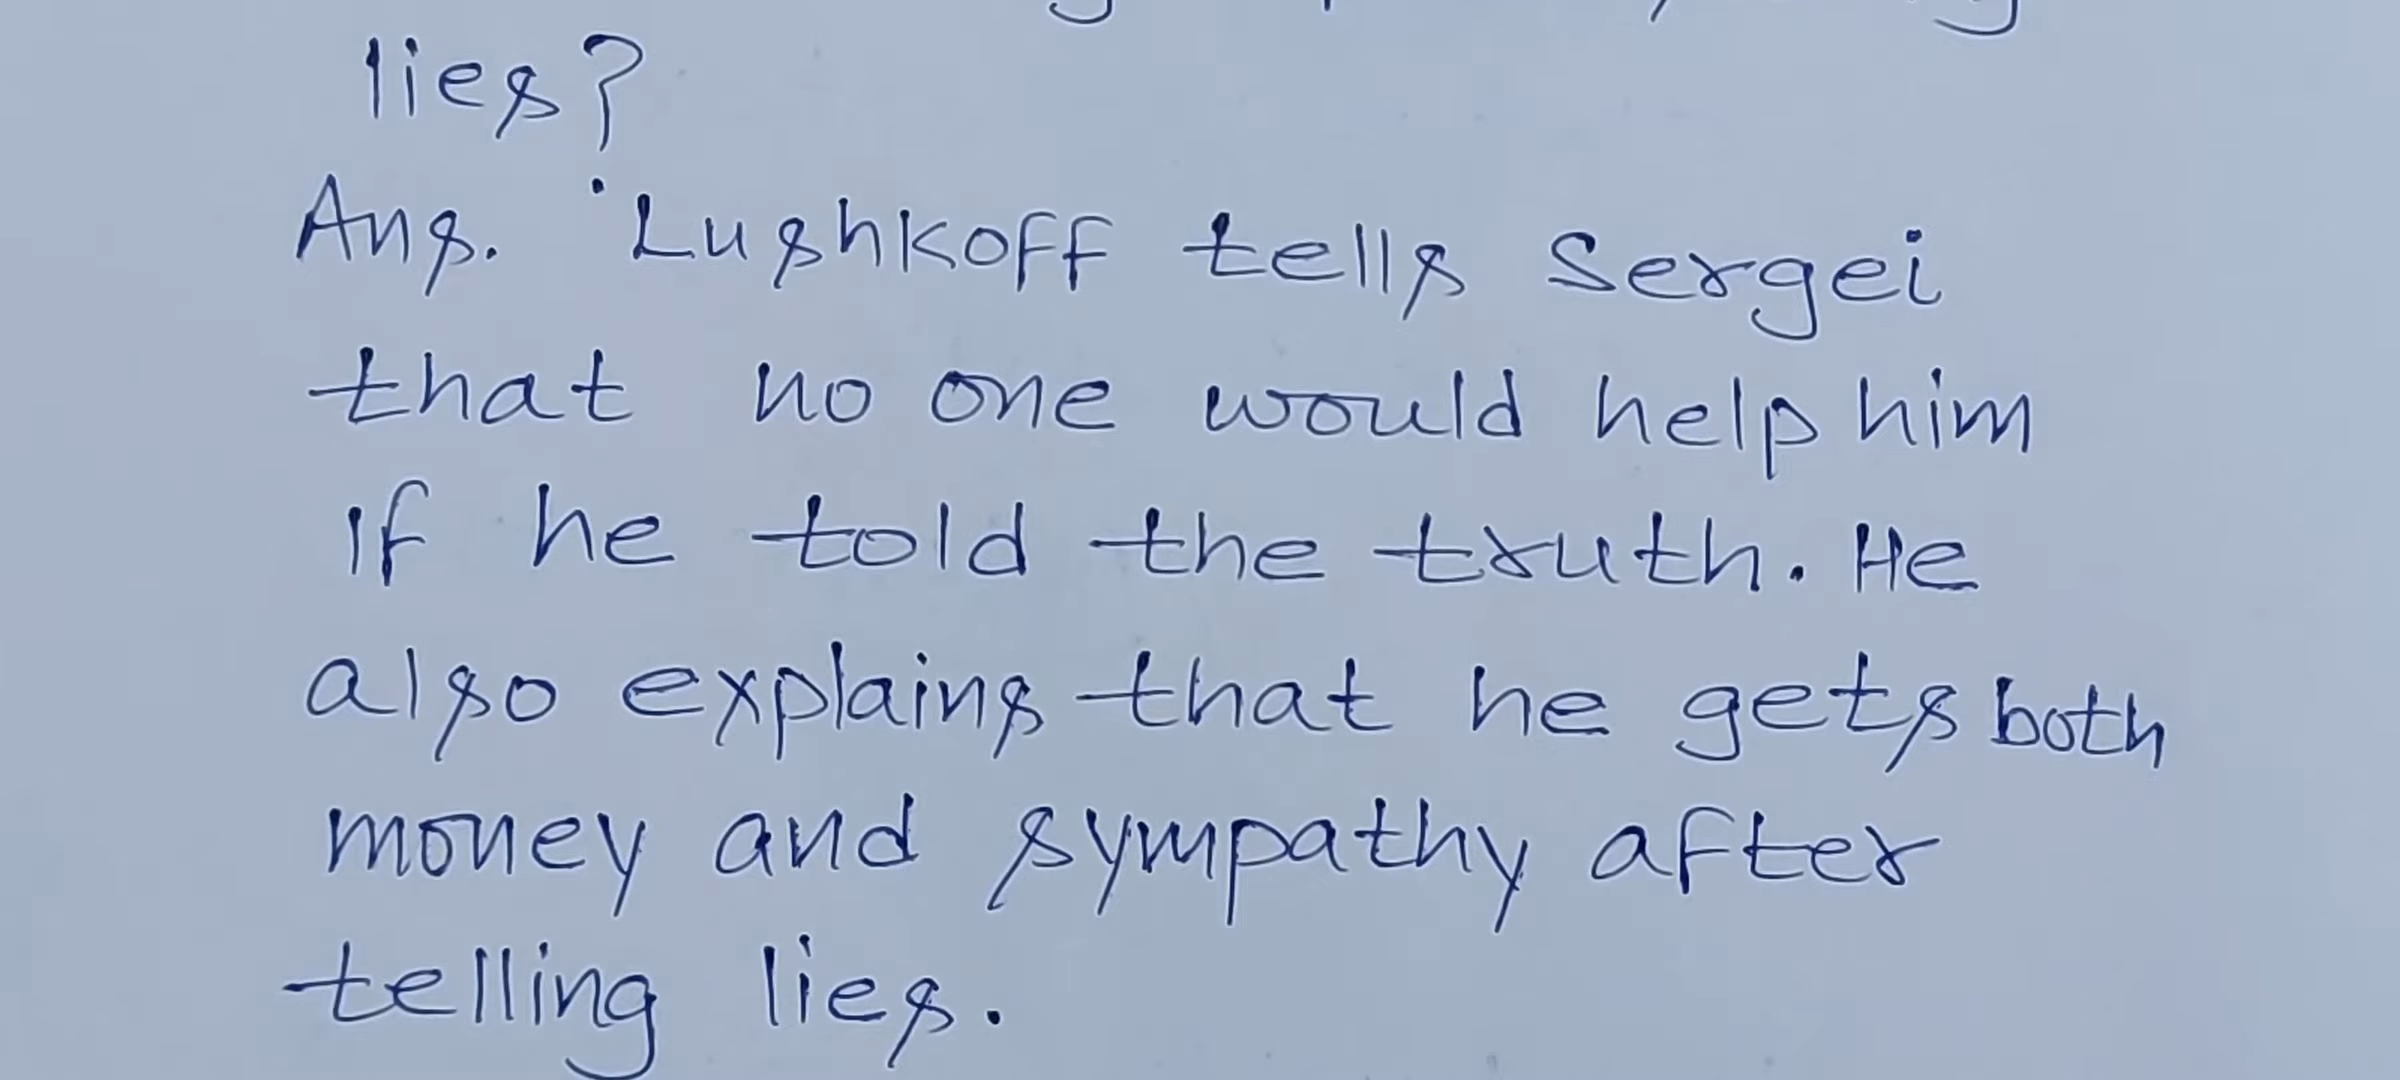 lies?
Ans. Lushkoff tells Sergei
that no one would help him
if he told the truth. He
also explains that he gets both
money and sympathy after
telling lies.